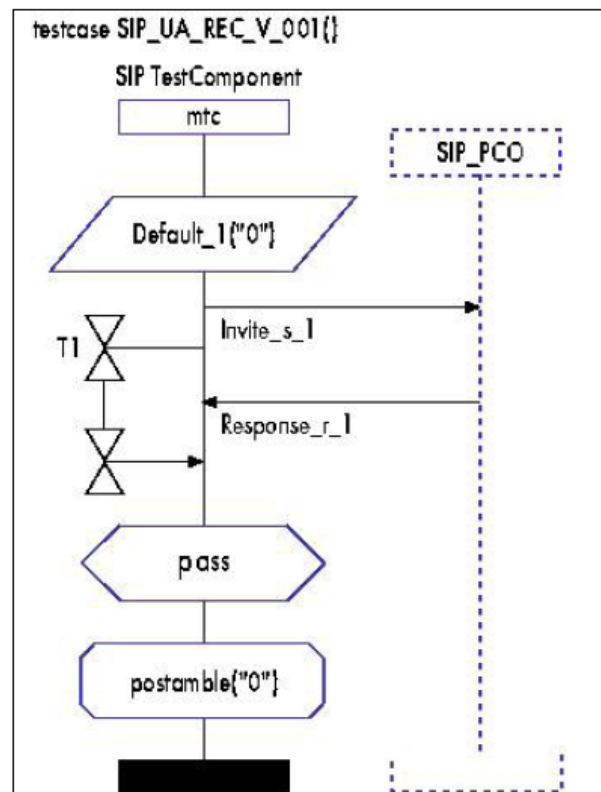 testcase SIP_UA_REC_V_001()
SIP TestComponent
mtc
SIP_PCO
Default_1("0")
Invite_s_1
T1
Response_r_1
pass
postamble("0")